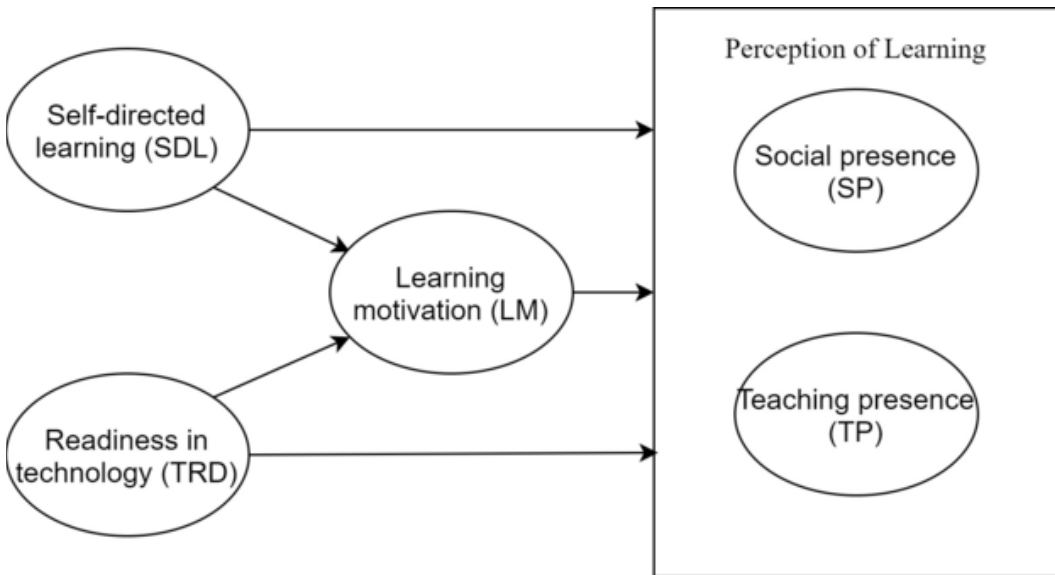 Self-directed
learning (SDL)
Readiness in
technology (TRD)
Learning
motivation (LM)
Perception of Learning
Social presence
(SP)
Teaching presence
(TP)